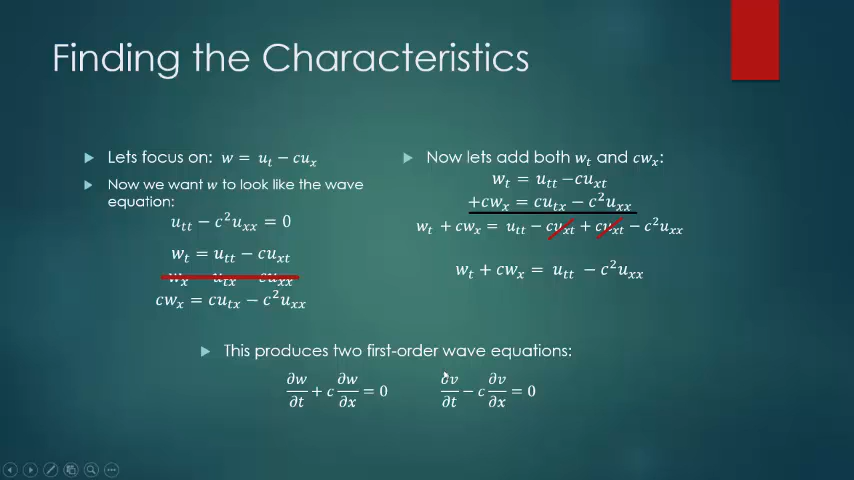 Finding the Characteristics
Lets focus on: w = u_t − cu_x
Now we want w to look like the wave
equation:
u_tt − c²u_xx = 0
w_t = u_tt − cu_xt
w_x = u_tx − cu_xx
cw_x = cu_tx − c²u_xx
Now lets add both w_t and cw_x:
w_t = u_tt −cu_xt
+cw_x = cu_tx − c²u_xx
w_t + cw_x = u_tt − cu_xt + cu_xt − c²u_xx
w_t + cw_x = u_tt − c²u_xx
This produces two first-order wave equations:
∂w/∂t + c ∂w/∂x = 0
∂v/∂t − c ∂v/∂x = 0